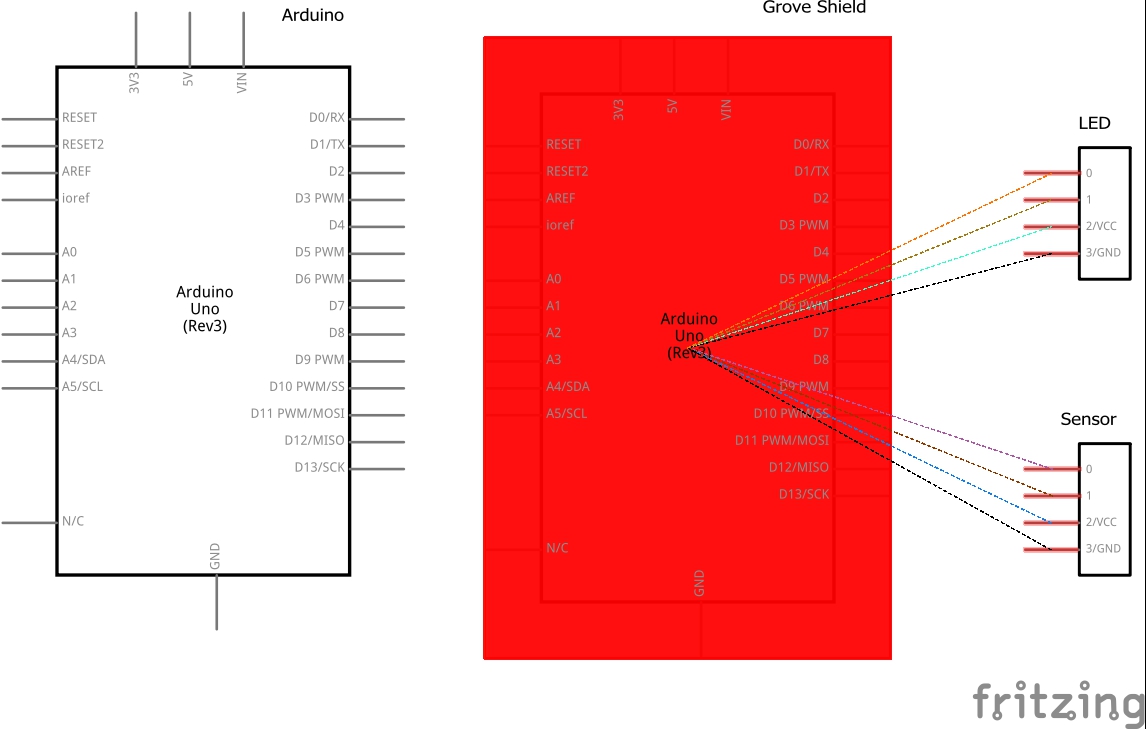 Arduino
3V3
5V
VIN
RESET
RESET2
AREF
ioref
A0
A1
A2
A3
A4/SDA
A5/SCL
N/C
D0/RX
D1/TX
D2
D3 PWM
D4
D5 PWM
D6 PWM
D7
D8
D9 PWM
D10 PWM/SS
D11 PWM/MOSI
D12/MISO
D13/SCK
Arduino
Uno
(Rev3)
GND
Grove Shield
3V3
5V
VIN
RESET
RESET2
AREF
ioref
A0
A1
A2
A3
A4/SDA
A5/SCL
N/C
D0/RX
D1/TX
D2
D3 PWM
D4
D5 PWM
D6 PWM
D7
D8
D9 PWM
D10 PWM/SS
D11 PWM/MOSI
D12/MISO
D13/SCK
Arduino
Uno
(Rev3)
GND
LED
0
1
2/VCC
3/GND
Sensor
0
1
2/VCC
3/GND
fritzing